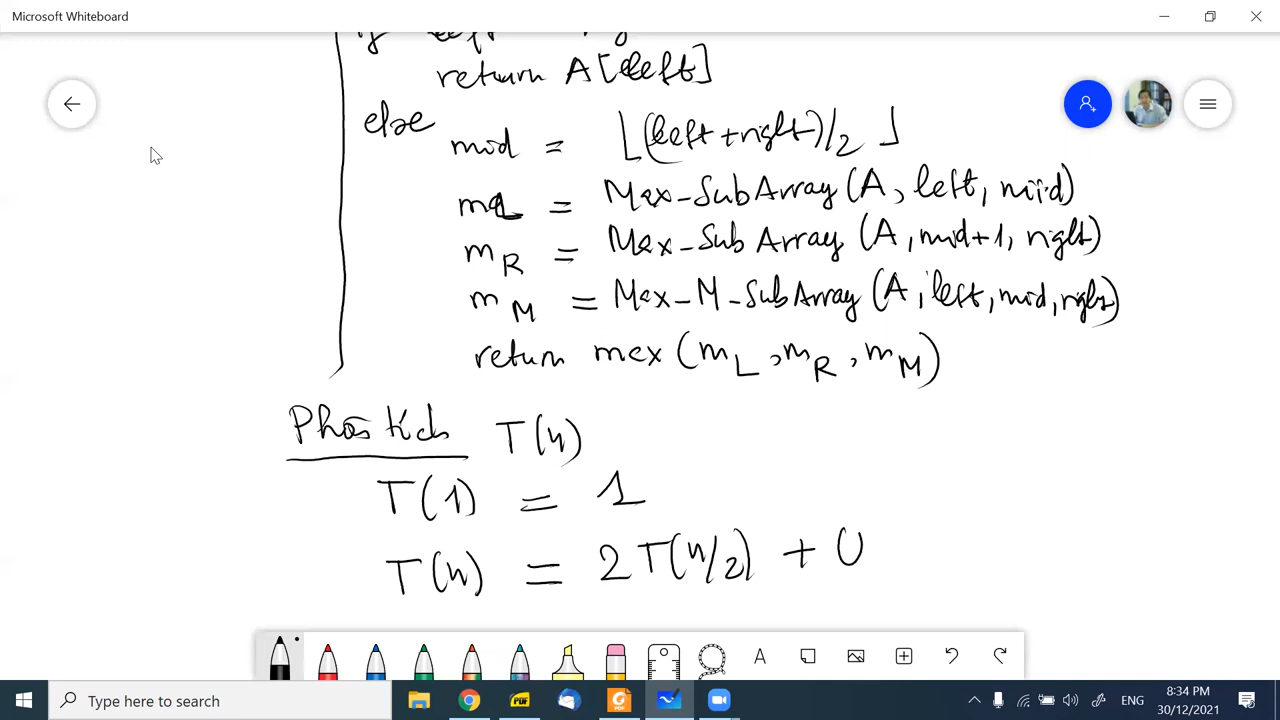 Microsoft Whiteboard
return A[left]
else mid = ⌊(left+right)/2⌋
mL = Max-SubArray(A, left, mid)
mR = Max-SubArray(A, mid+1, right)
mM = Max-M-SubArray(A, left, mid, right)
return max(mL, mR, mM)
Phân tích T(n)
T(1) = 1
T(n) = 2T(n/2) + O
A
Type here to search
PDF
ENG
8:34 PM
30/12/2021